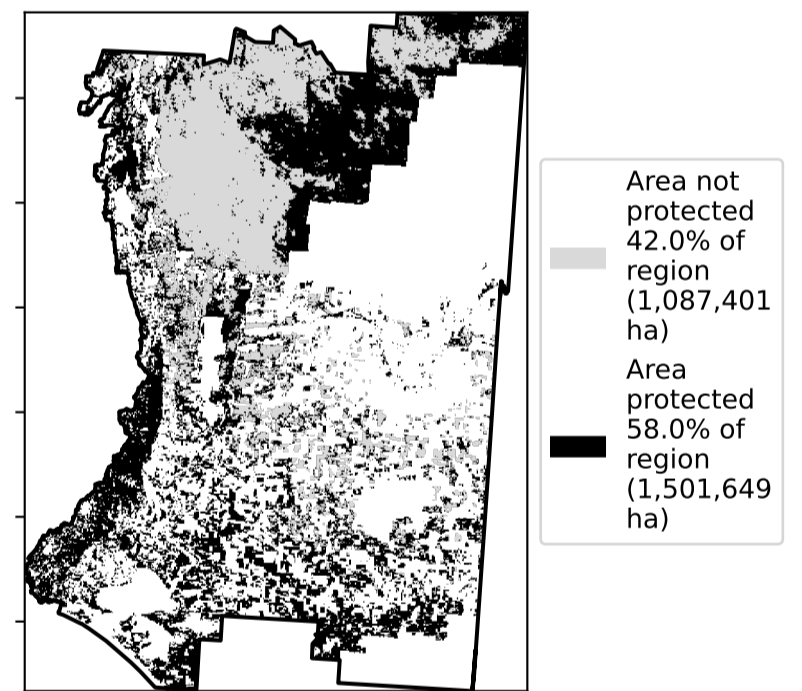 Area not
protected
42.0% of
region
(1,087,401
ha)
Area
protected
58.0% of
region
(1,501,649
ha)